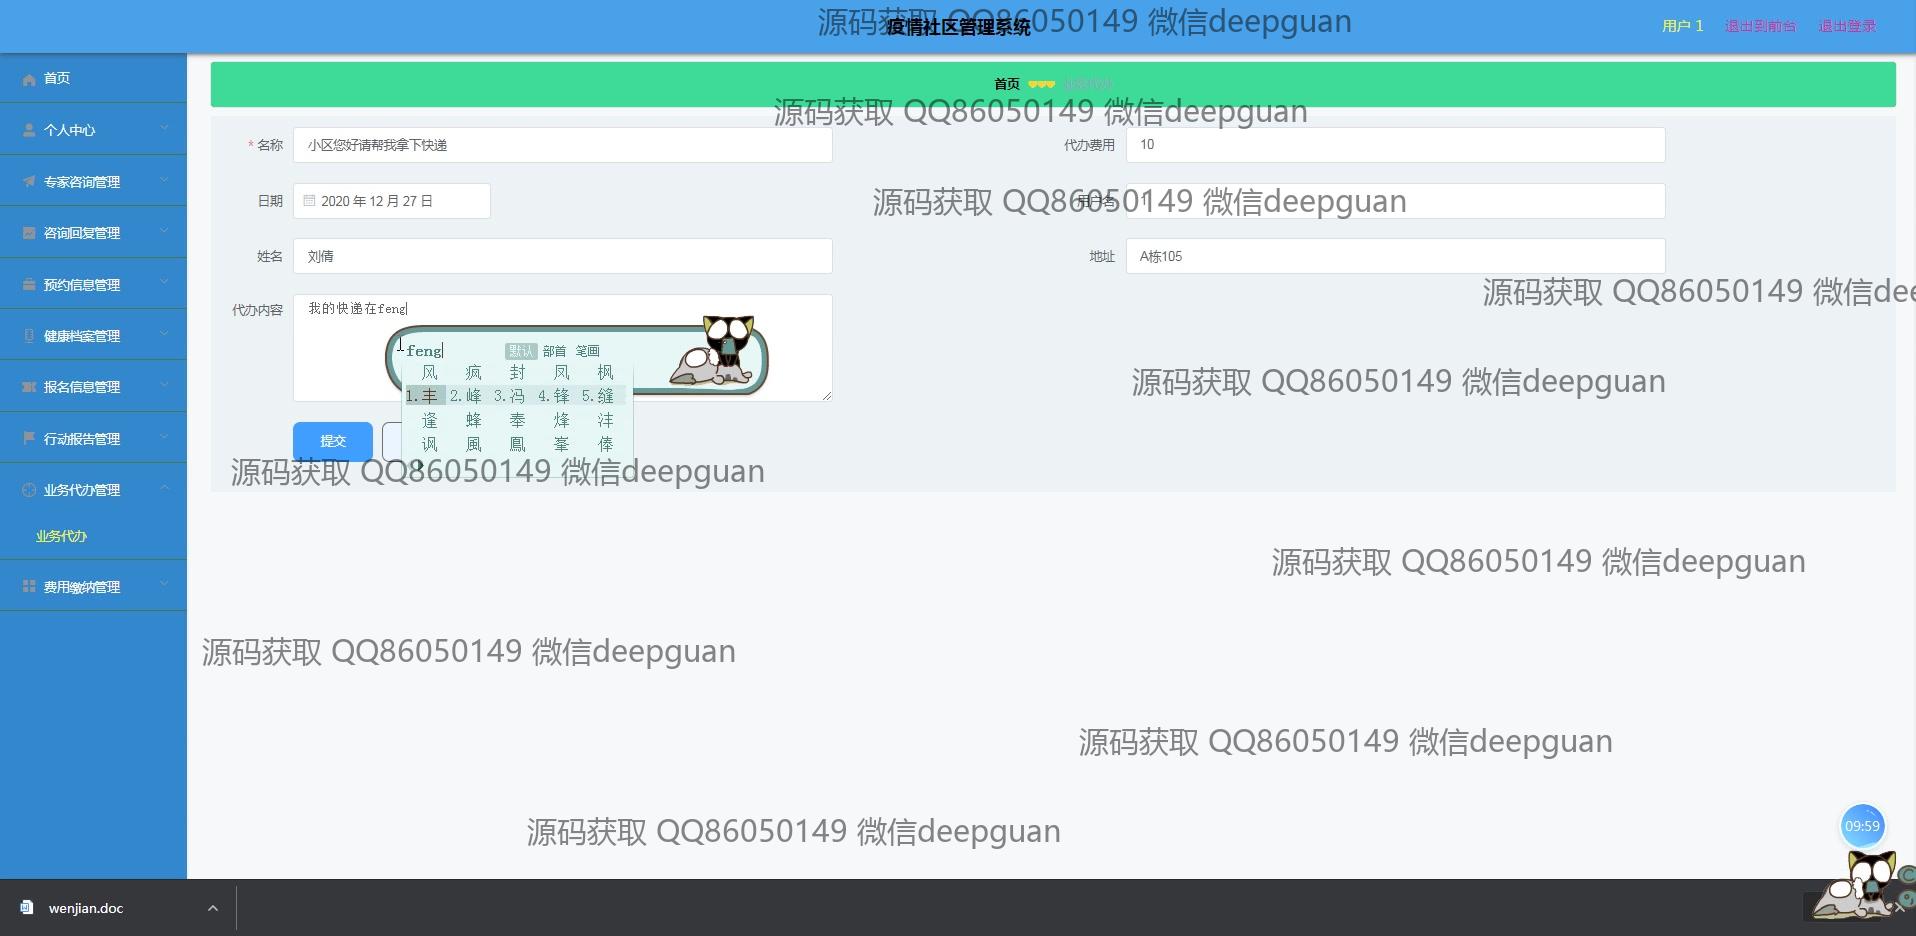 源码获取 QQ86050149 微信deepguan
疫情社区管理系统
用户 1 退出到前台 退出登录
首页
首页
源码获取 QQ86050149 微信deepguan
个人中心
* 名称 小区您好请帮我拿下快递 代办费用 10
专家咨询管理
日期 2020 年 12 月 27 日 用户名 1
源码获取 QQ86050149 微信deepguan
咨询回复管理
姓名 刘倩 地址 A栋105
预约信息管理
源码获取 QQ86050149 微信dee
代办内容 我的快递在feng
健康档案管理
feng 默认 部首 笔画
风 疯 封 凤 枫
1.丰 2.峰 3.冯 4.锋 5.缝
逢 蜂 奉 烽 沣
讽 風 鳳 峯 俸
报名信息管理
源码获取 QQ86050149 微信deepguan
行动报告管理
提交
源码获取 QQ86050149 微信deepguan
业务代办管理
业务代办
源码获取 QQ86050149 微信deepguan
费用缴纳管理
源码获取 QQ86050149 微信deepguan
源码获取 QQ86050149 微信deepguan
源码获取 QQ86050149 微信deepguan
09:59
wenjian.doc